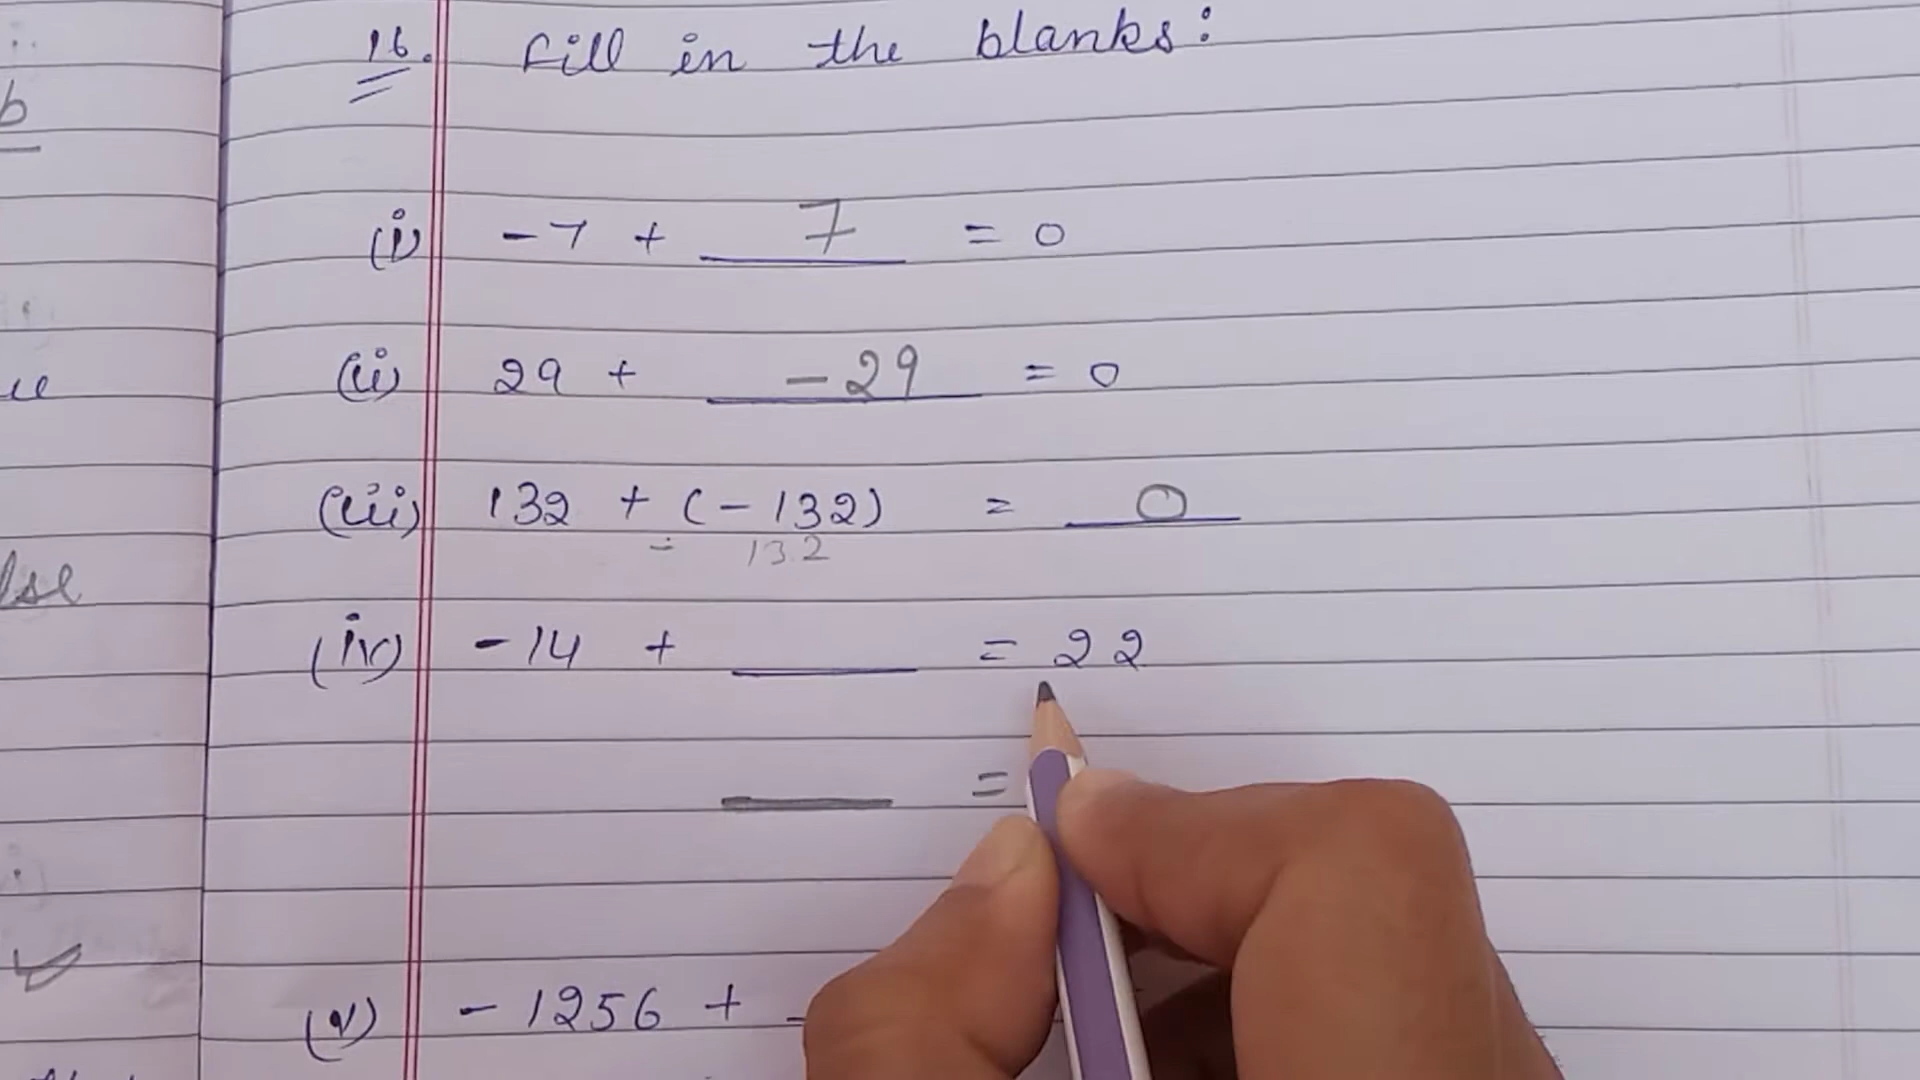 b
16. Fill in the blanks:
(i) -7 + 7 = 0
(ii) 29 + -29 = 0
(iii) 132 + (-132) = 0
- 132
lse
(iv) -14 + ____ = 22
____ =
(v) - 1256 +